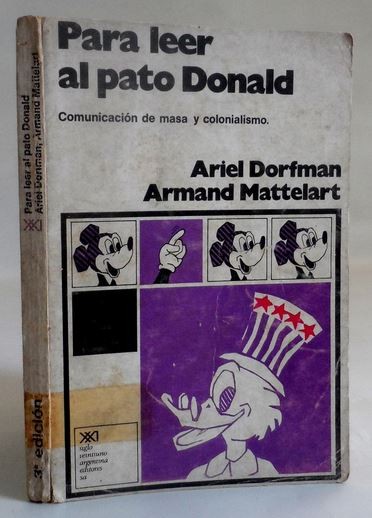 Para leer
al pato Donald
Comunicación de masa y colonialismo.
Ariel Dorfman
Armand Mattelart
siglo
veintiuno
argentina
editores
sa
Para leer al pato Donald
Ariel Dorfman, Armand Mattelart
3ª edición